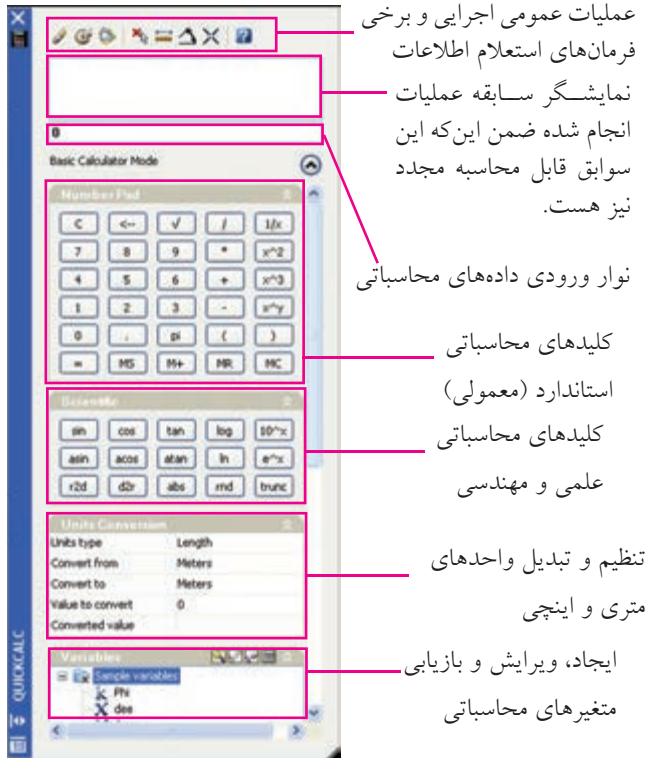 عملیات عمومی اجرایی و برخی
فرمان‌های استعلام اطلاعات
نمایشگر سابقه عملیات
انجام شده ضمن این‌که این
سوابق قابل محاسبه مجدد
نیز هست.
نوار ورودی داده‌های محاسباتی
کلیدهای محاسباتی
استاندارد (معمولی)
کلیدهای محاسباتی
علمی و مهندسی
تنظیم و تبدیل واحدهای
متری و اینچی
ایجاد، ویرایش و بازیابی
متغیرهای محاسباتی
0
Basic Calculator Mode
Number Pad
C <-- √ / 1/x
7 8 9 * x^2
4 5 6 + x^3
1 2 3 - x^y
0 . pi ( )
= MS M+ MR MC
Scientific
sin cos tan log 10^x
asin acos atan ln e^x
r2d d2r abs rnd trunc
Units Conversion
Units type Length
Convert from Meters
Convert to Meters
Value to convert 0
Converted value
Variables
Sample variables
Phi
dee
QUICKCALC